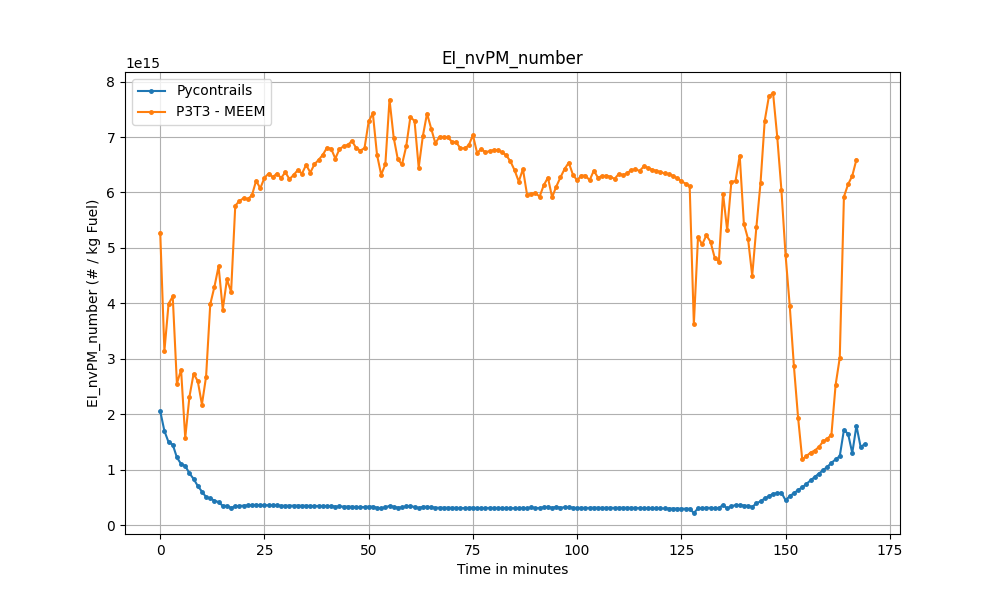 EI_nvPM_number
1e15
Pycontrails
P3T3 - MEEM
EI_nvPM_number (# / kg Fuel)
8
7
6
5
4
3
2
1
0
0 25 50 75 100 125 150 175
Time in minutes